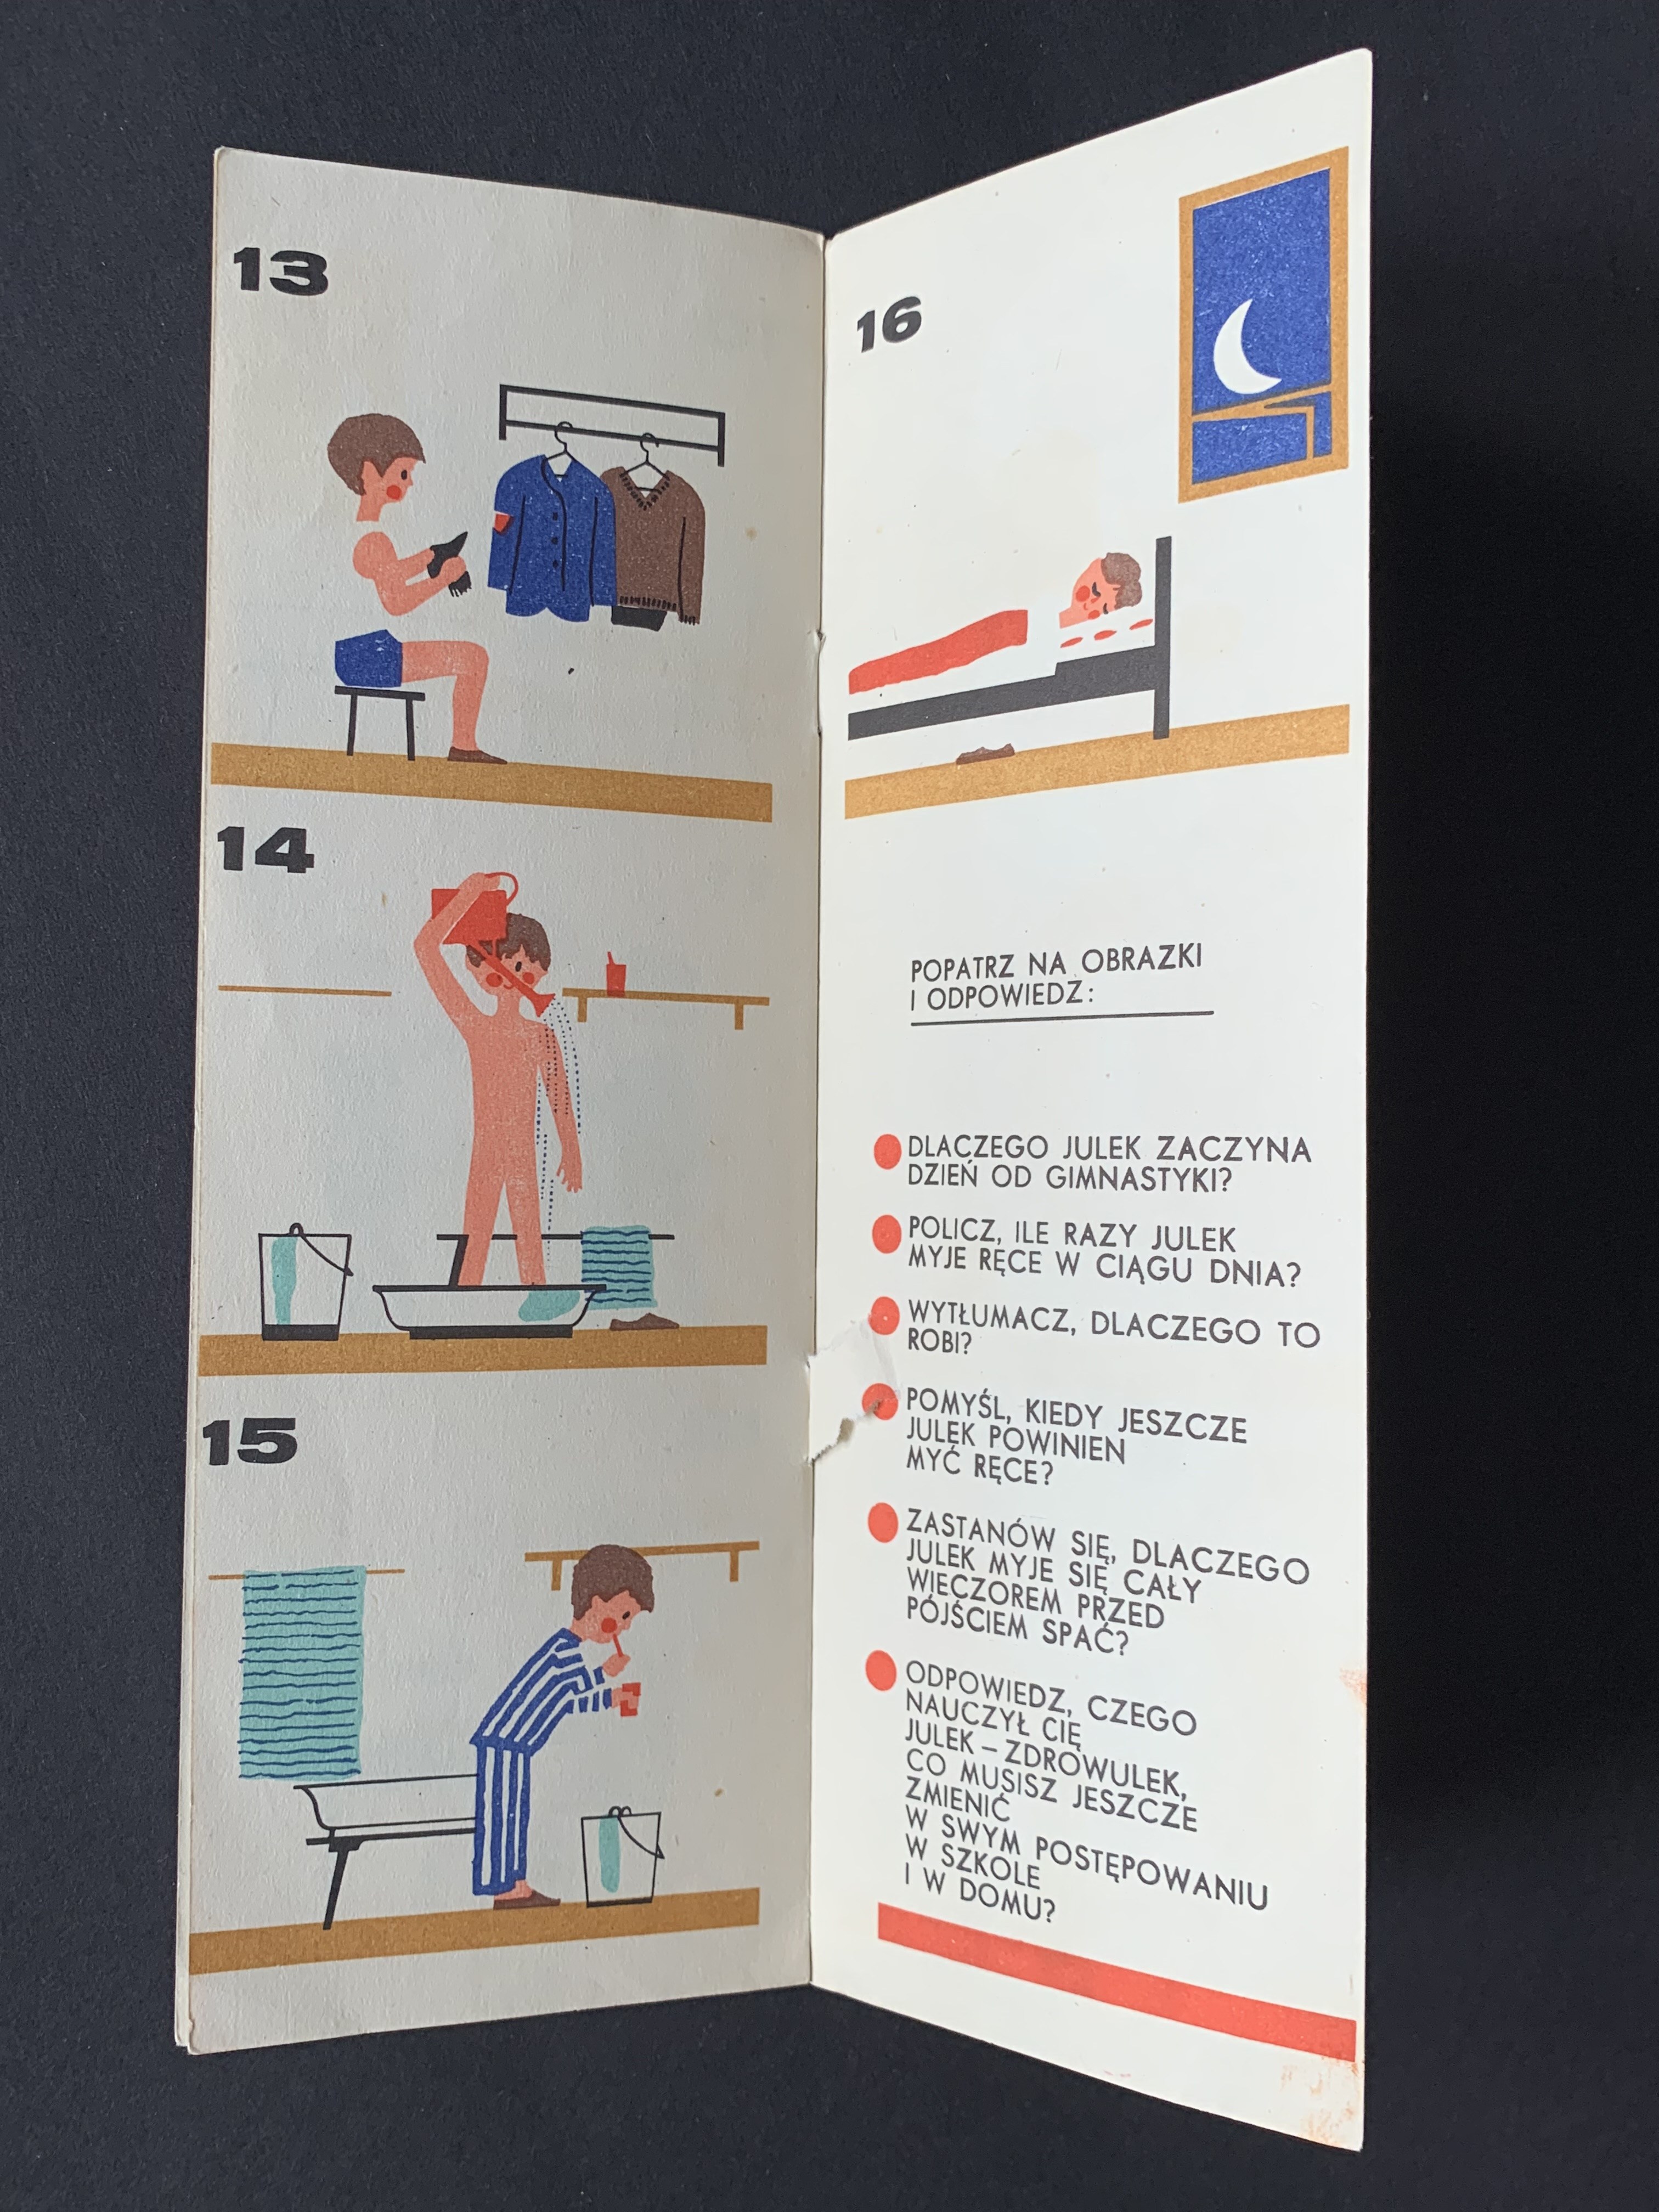 13
14
15
16
POPATRZ NA OBRAZKI
I ODPOWIEDZ:
DLACZEGO JULEK ZACZYNA
DZIEŃ OD GIMNASTYKI?
POLICZ, ILE RAZY JULEK
MYJE RĘCE W CIĄGU DNIA?
WYTŁUMACZ, DLACZEGO TO
ROBI?
POMYŚL, KIEDY JESZCZE
JULEK POWINIEN
MYĆ RĘCE?
ZASTANÓW SIĘ, DLACZEGO
JULEK MYJE SIĘ CAŁY
WIECZOREM PRZED
PÓJŚCIEM SPAĆ?
ODPOWIEDZ, CZEGO
NAUCZYŁ CIĘ
JULEK – ZDROWULEK,
CO MUSISZ JESZCZE
ZMIENIĆ
W SWYM POSTĘPOWANIU
W SZKOLE
I W DOMU?